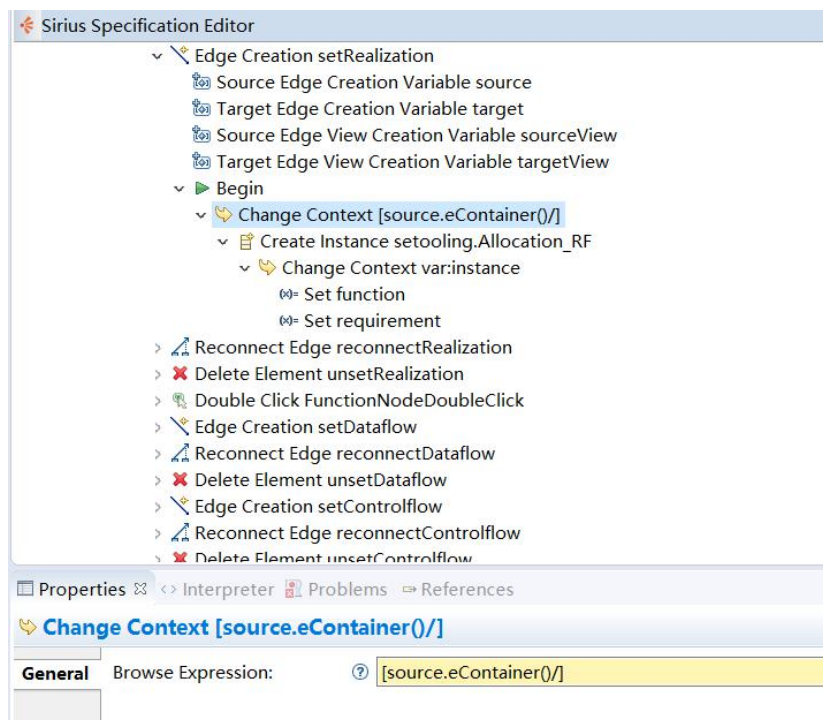 Sirius Specification Editor
Edge Creation setRealization
Source Edge Creation Variable source
Target Edge Creation Variable target
Source Edge View Creation Variable sourceView
Target Edge View Creation Variable targetView
Begin
Change Context [source.eContainer()/]
Create Instance setooling.Allocation_RF
Change Context var:instance
Set function
Set requirement
Reconnect Edge reconnectRealization
Delete Element unsetRealization
Double Click FunctionNodeDoubleClick
Edge Creation setDataflow
Reconnect Edge reconnectDataflow
Delete Element unsetDataflow
Edge Creation setControlflow
Reconnect Edge reconnectControlflow
Delete Element unsetControlflow
Properties Interpreter Problems References
Change Context [source.eContainer()/]
General Browse Expression: [source.eContainer()/]